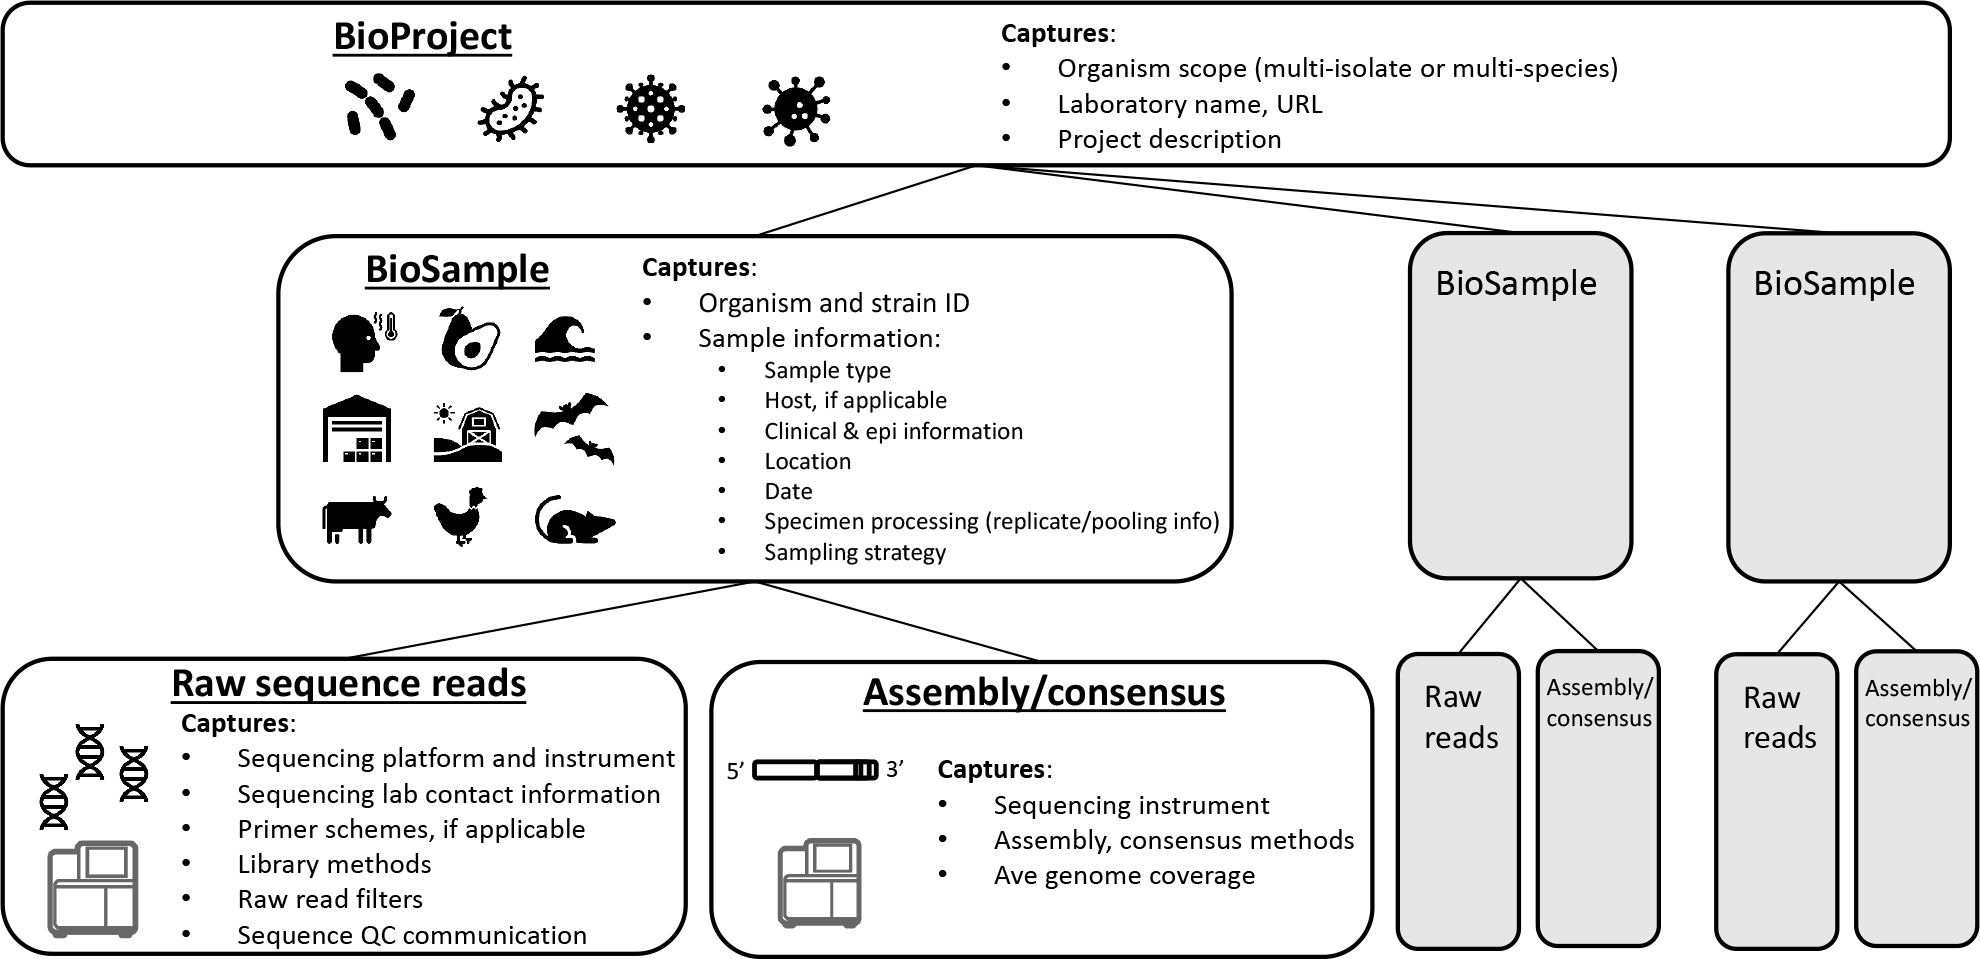 BioProject
Captures:
• Organism scope (multi-isolate or multi-species)
• Laboratory name, URL
• Project description
BioSample
Captures:
• Organism and strain ID
• Sample information:
• Sample type
• Host, if applicable
• Clinical & epi information
• Location
• Date
• Specimen processing (replicate/pooling info)
• Sampling strategy
BioSample
BioSample
Raw sequence reads
Captures:
• Sequencing platform and instrument
• Sequencing lab contact information
• Primer schemes, if applicable
• Library methods
• Raw read filters
• Sequence QC communication
Assembly/consensus
5’ 3’
Captures:
• Sequencing instrument
• Assembly, consensus methods
• Ave genome coverage
Raw
reads
Assembly/
consensus
Raw
reads
Assembly/
consensus